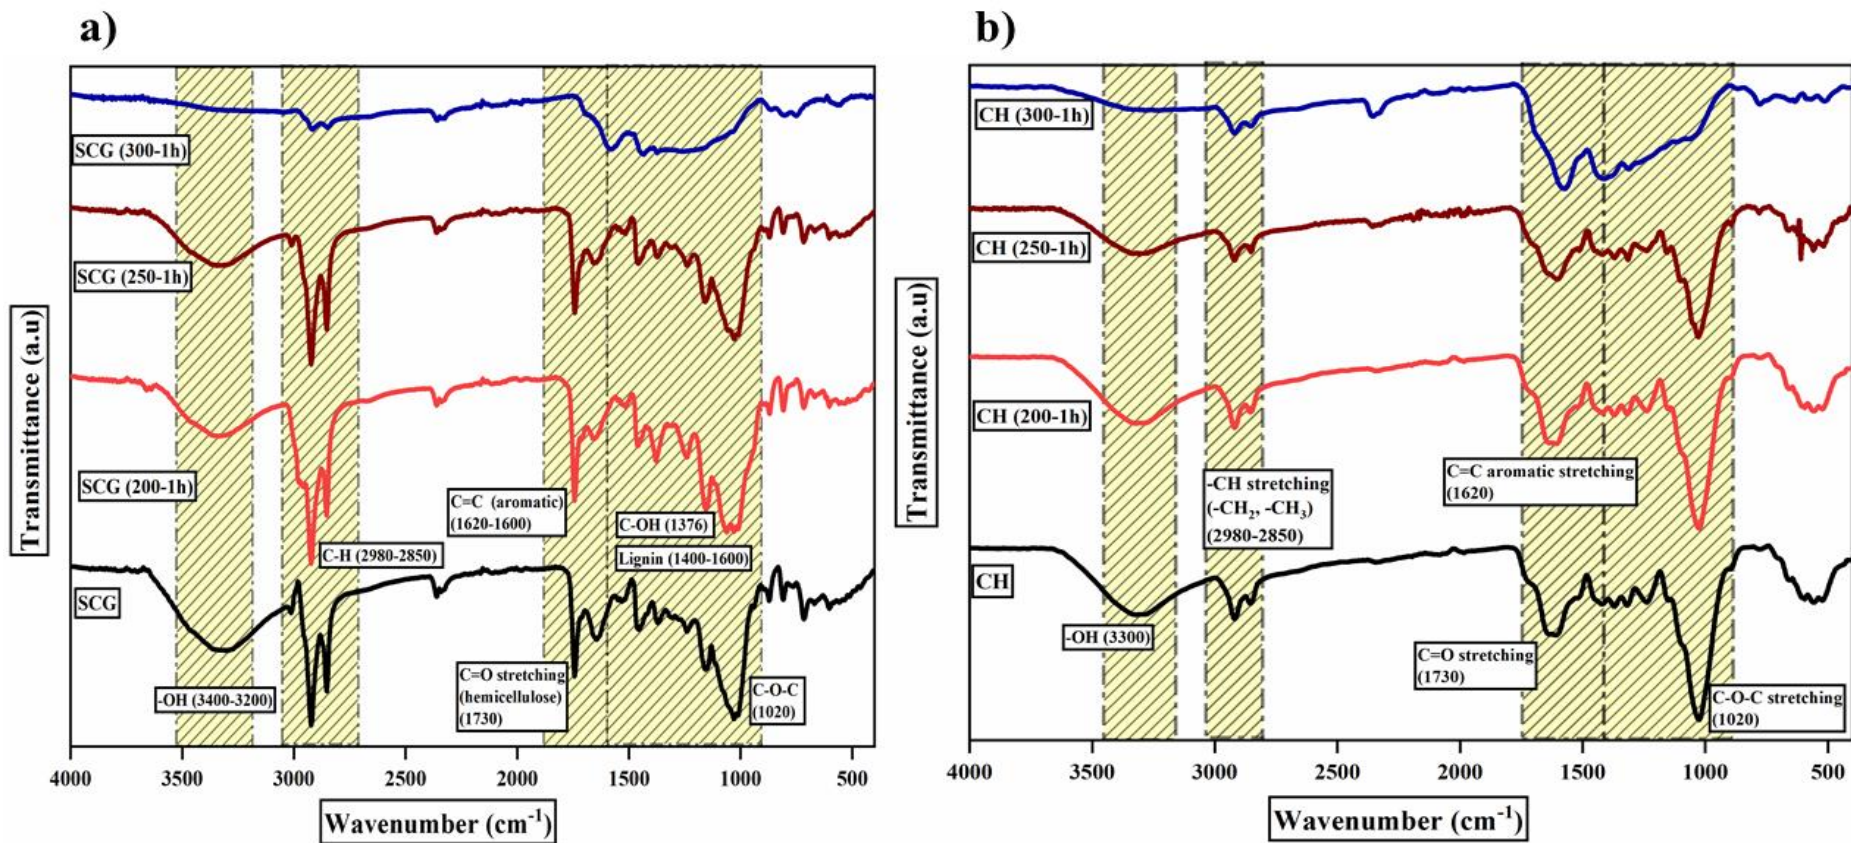 a)
SCG (300-1h)
SCG (250-1h)
SCG (200-1h)
SCG
C-H (2980-2850)
-OH (3400-3200)
C=C (aromatic)
(1620-1600)
C-OH (1376)
Lignin (1400-1600)
C=O stretching
(hemicellulose)
(1730)
C-O-C
(1020)
Transmittance (a.u)
4000 3500 3000 2500 2000 1500 1000 500
Wavenumber (cm⁻¹)
b)
CH (300-1h)
CH (250-1h)
CH (200-1h)
CH
-CH stretching
(-CH₂, -CH₃)
(2980-2850)
-OH (3300)
C=C aromatic stretching
(1620)
C=O stretching
(1730)
C-O-C stretching
(1020)
Transmittance (a.u)
4000 3500 3000 2500 2000 1500 1000 500
Wavenumber (cm⁻¹)